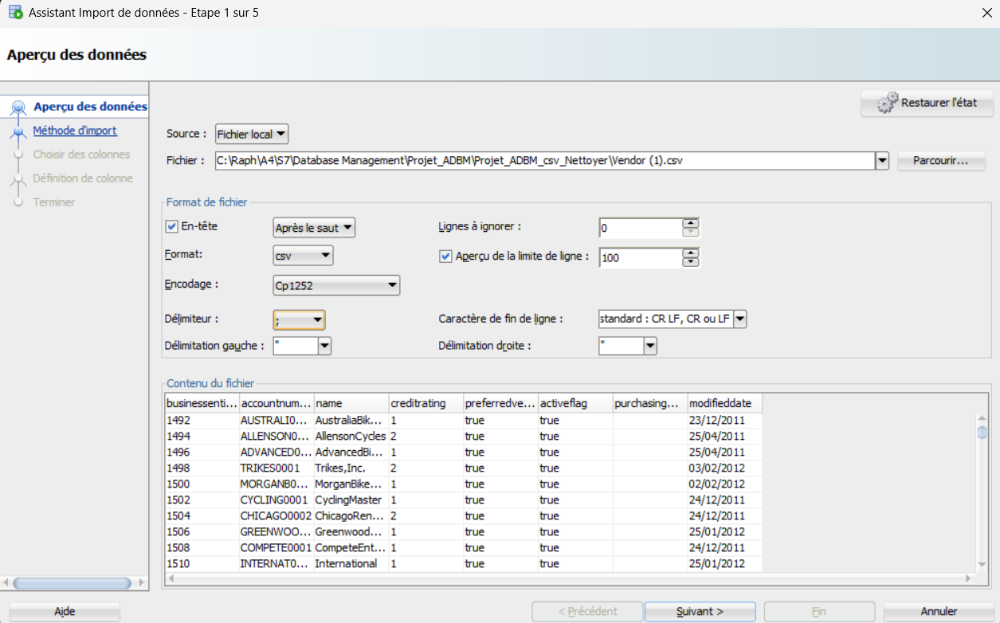 Assistant Import de données - Etape 1 sur 5
Aperçu des données
Aperçu des données
Méthode d'import
Choisir des colonnes
Définition de colonne
Terminer
Restaurer l'état
Source : Fichier local
Fichier : C:\Raph\A4\S7\Database Management\Projet_ADBM\Projet_ADBM_csv_Nettoyer\Vendor (1).csv Parcourir...
Format de fichier
En-tête Après le saut Lignes à ignorer : 0
Format: csv Aperçu de la limite de ligne : 100
Encodage : Cp1252
Délimiteur : ; Caractère de fin de ligne : standard : CR LF, CR ou LF
Délimitation gauche : " Délimitation droite : "
Contenu du fichier
businessenti... accountnum... name creditrating preferredve... activeflag purchasing... modifieddate
1492 AUSTRALI0... AustraliaBik... 1 true true 23/12/2011
1494 ALLENSON0... AllensonCycles 2 true true 25/04/2011
1496 ADVANCED0... AdvancedBi... 1 true true 25/04/2011
1498 TRIKES0001 Trikes,Inc. 2 true true 03/02/2012
1500 MORGANB0... MorganBike... 1 true true 02/02/2012
1502 CYCLING0001 CyclingMaster 1 true true 24/12/2011
1504 CHICAGO0002 ChicagoRen... 2 true true 24/12/2011
1506 GREENWOO... Greenwood... 1 true true 25/01/2012
1508 COMPETE0001 CompeteEnt... 1 true true 24/12/2011
1510 INTERNAT0... International 1 true true 25/01/2012
Aide < Précédent Suivant > Fin Annuler